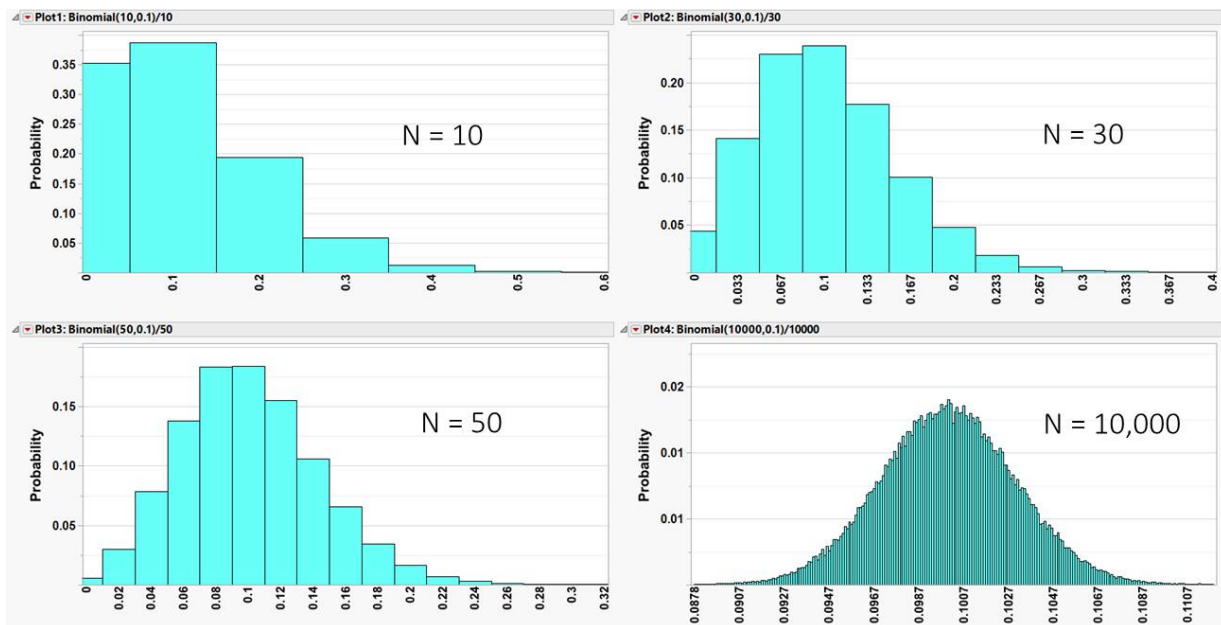 Plot1: Binomial(10,0.1)/10
Probability
0.35
0.30
0.25
0.20
0.15
0.10
0.05
N = 10
0 0.1 0.2 0.3 0.4 0.5 0.6
Plot2: Binomial(30,0.1)/30
Probability
0.20
0.15
0.10
0.05
N = 30
0 0.033 0.067 0.1 0.133 0.167 0.2 0.233 0.267 0.3 0.333 0.367 0.4
Plot3: Binomial(50,0.1)/50
Probability
0.15
0.10
0.05
N = 50
0 0.02 0.04 0.06 0.08 0.1 0.12 0.14 0.16 0.18 0.2 0.22 0.24 0.26 0.28 0.3 0.32
Plot4: Binomial(10000,0.1)/10000
Probability
0.02
0.01
0.01
N = 10,000
0.0878 0.0907 0.0927 0.0947 0.0967 0.0987 0.1007 0.1027 0.1047 0.1067 0.1087 0.1107